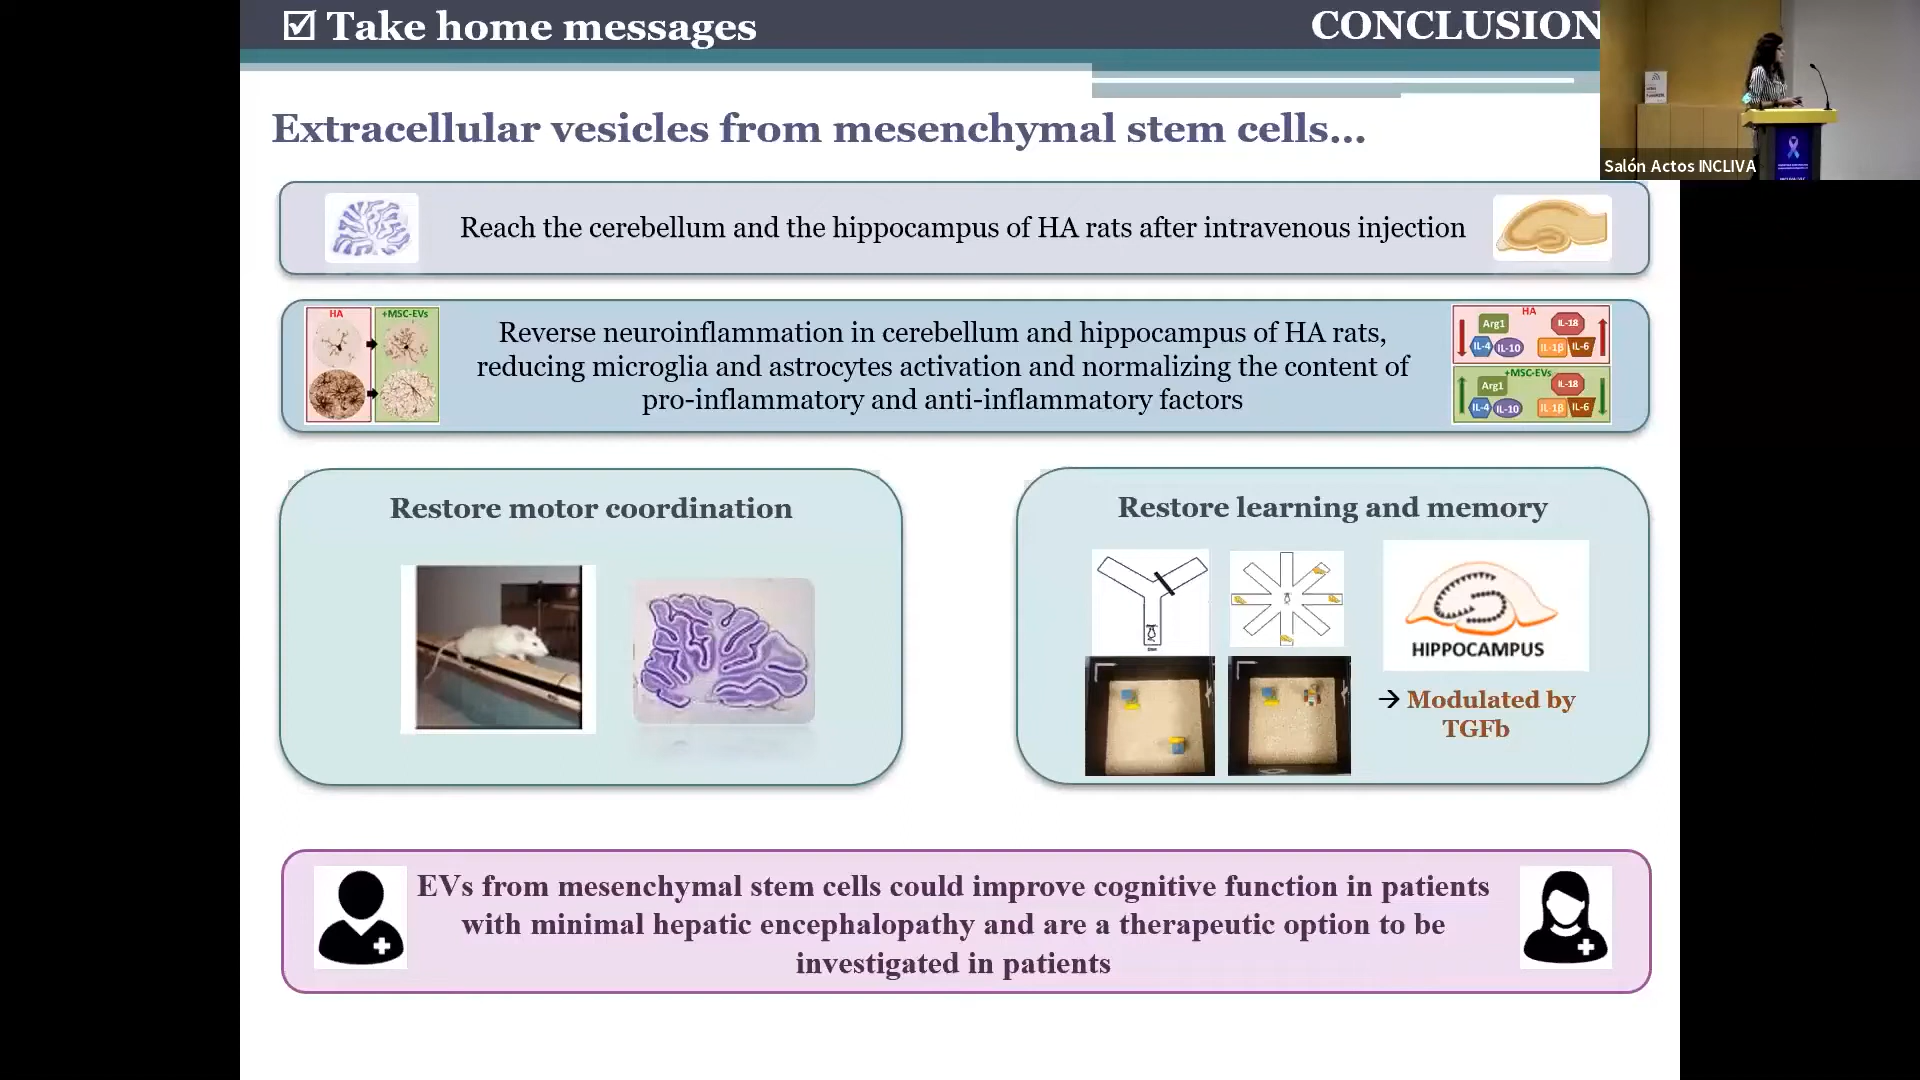 ☑ Take home messages
CONCLUSION
Salón Actos INCLIVA
Extracellular vesicles from mesenchymal stem cells...
Reach the cerebellum and the hippocampus of HA rats after intravenous injection
HA
+MSC-EVs
Reverse neuroinflammation in cerebellum and hippocampus of HA rats,
reducing microglia and astrocytes activation and normalizing the content of
pro-inflammatory and anti-inflammatory factors
HA
Arg1 IL-18
IL-4 IL-10 IL-1β IL-6
+MSC-EVs
Arg1 IL-18
IL-4 IL-10 IL-1β IL-6
Restore motor coordination
Restore learning and memory
HIPPOCAMPUS
→ Modulated by
TGFb
EVs from mesenchymal stem cells could improve cognitive function in patients
with minimal hepatic encephalopathy and are a therapeutic option to be
investigated in patients